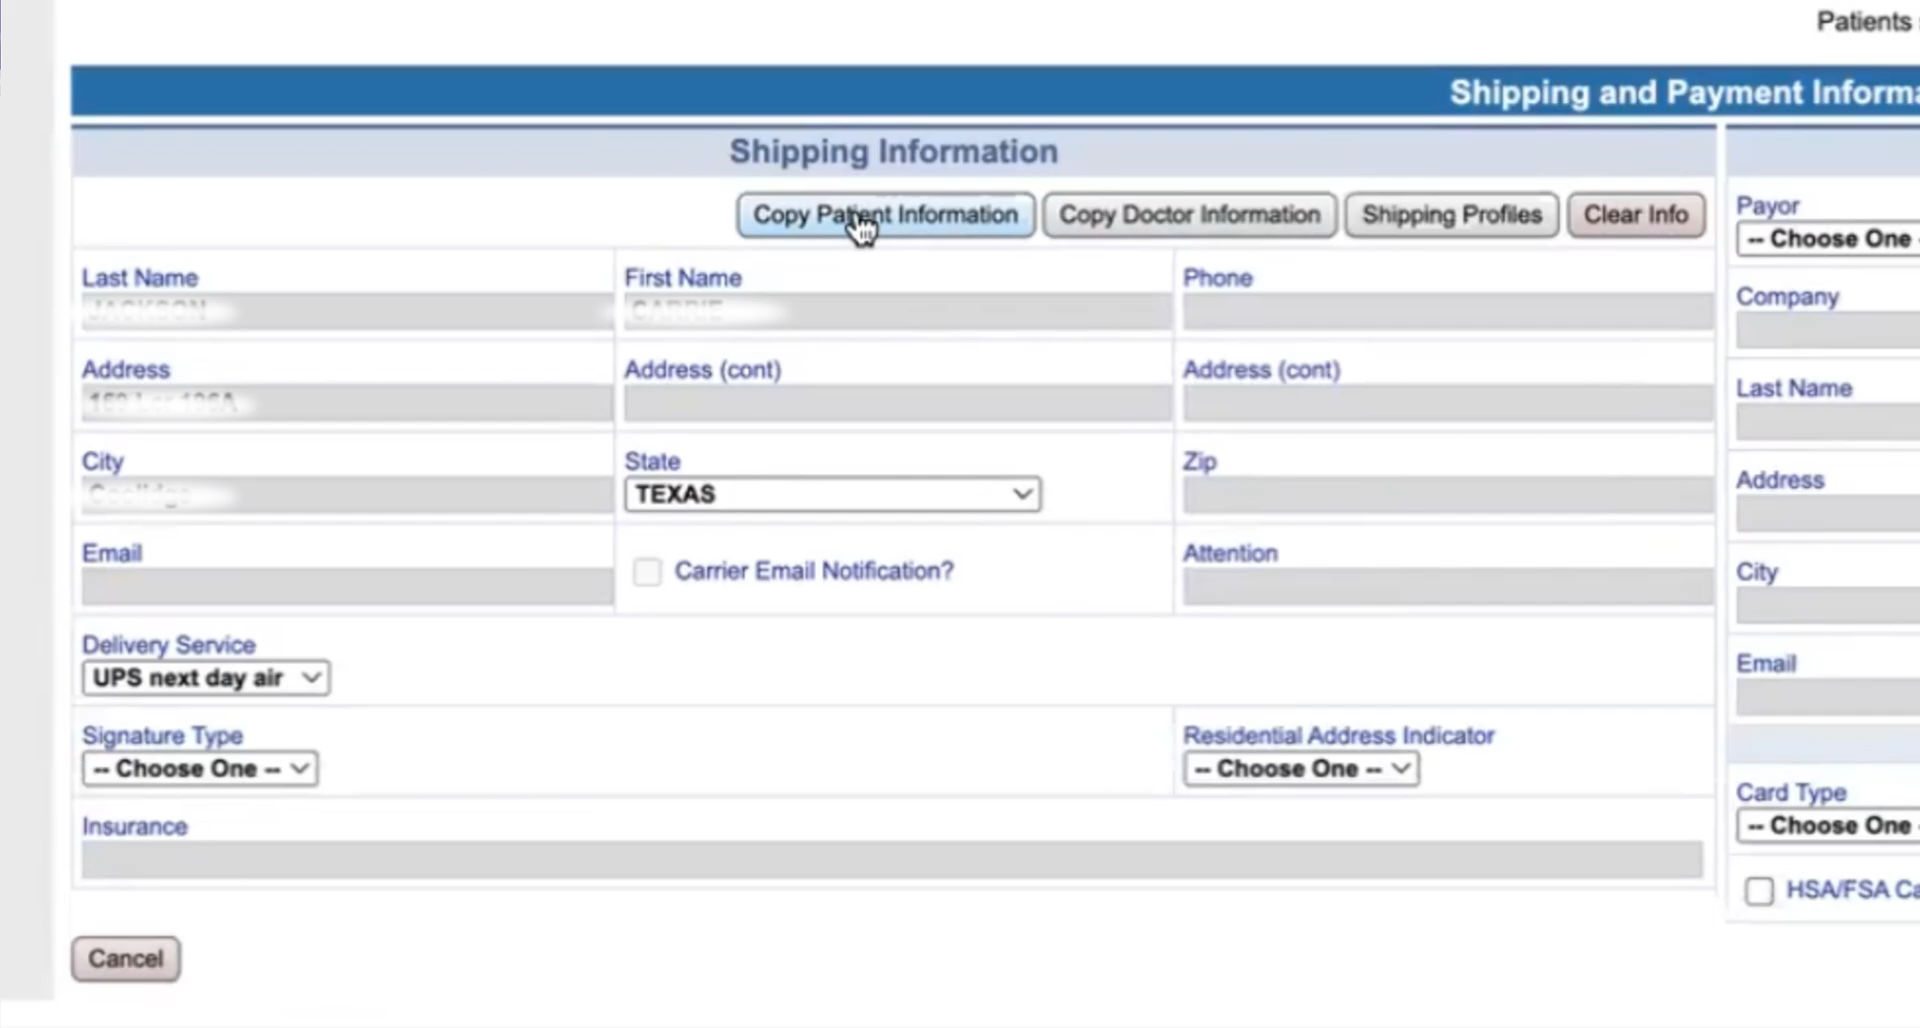 Patients
Shipping and Payment Informa
Shipping Information
Copy Patient Information Copy Doctor Information Shipping Profiles Clear Info
Last Name First Name Phone
Address Address (cont) Address (cont)
City State Zip
TEXAS
Email Carrier Email Notification? Attention
Delivery Service
UPS next day air
Signature Type Residential Address Indicator
-- Choose One -- -- Choose One --
Insurance
Cancel
Payor
-- Choose One -
Company
Last Name
Address
City
Email
Card Type
-- Choose One -
HSA/FSA Ca